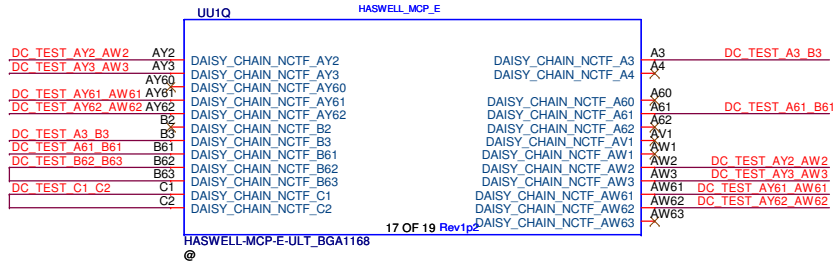 UU1Q
HASWELL_MCP_E
DC_TEST_AY2_AW2 AY2 DAISY_CHAIN_NCTF_AY2
DC_TEST_AY3_AW3 AY3 DAISY_CHAIN_NCTF_AY3
AY60 DAISY_CHAIN_NCTF_AY60
DC_TEST_AY61_AW61 AY61 DAISY_CHAIN_NCTF_AY61
DC_TEST_AY62_AW62 AY62 DAISY_CHAIN_NCTF_AY62
B2 DAISY_CHAIN_NCTF_B2
DC_TEST_A3_B3 B3 DAISY_CHAIN_NCTF_B3
DC_TEST_A61_B61 B61 DAISY_CHAIN_NCTF_B61
DC_TEST_B62_B63 B62 DAISY_CHAIN_NCTF_B62
B63 DAISY_CHAIN_NCTF_B63
DC_TEST_C1_C2 C1 DAISY_CHAIN_NCTF_C1
C2 DAISY_CHAIN_NCTF_C2
DAISY_CHAIN_NCTF_A3 A3 DC_TEST_A3_B3
DAISY_CHAIN_NCTF_A4 A4
DAISY_CHAIN_NCTF_A60 A60
DAISY_CHAIN_NCTF_A61 A61 DC_TEST_A61_B61
DAISY_CHAIN_NCTF_A62 A62
DAISY_CHAIN_NCTF_AV1 AV1
DAISY_CHAIN_NCTF_AW1 AW1
DAISY_CHAIN_NCTF_AW2 AW2 DC_TEST_AY2_AW2
DAISY_CHAIN_NCTF_AW3 AW3 DC_TEST_AY3_AW3
DAISY_CHAIN_NCTF_AW61 AW61 DC_TEST_AY61_AW61
DAISY_CHAIN_NCTF_AW62 AW62 DC_TEST_AY62_AW62
DAISY_CHAIN_NCTF_AW63 AW63
17 OF 19 Rev1p2
HASWELL-MCP-E-ULT_BGA1168
@